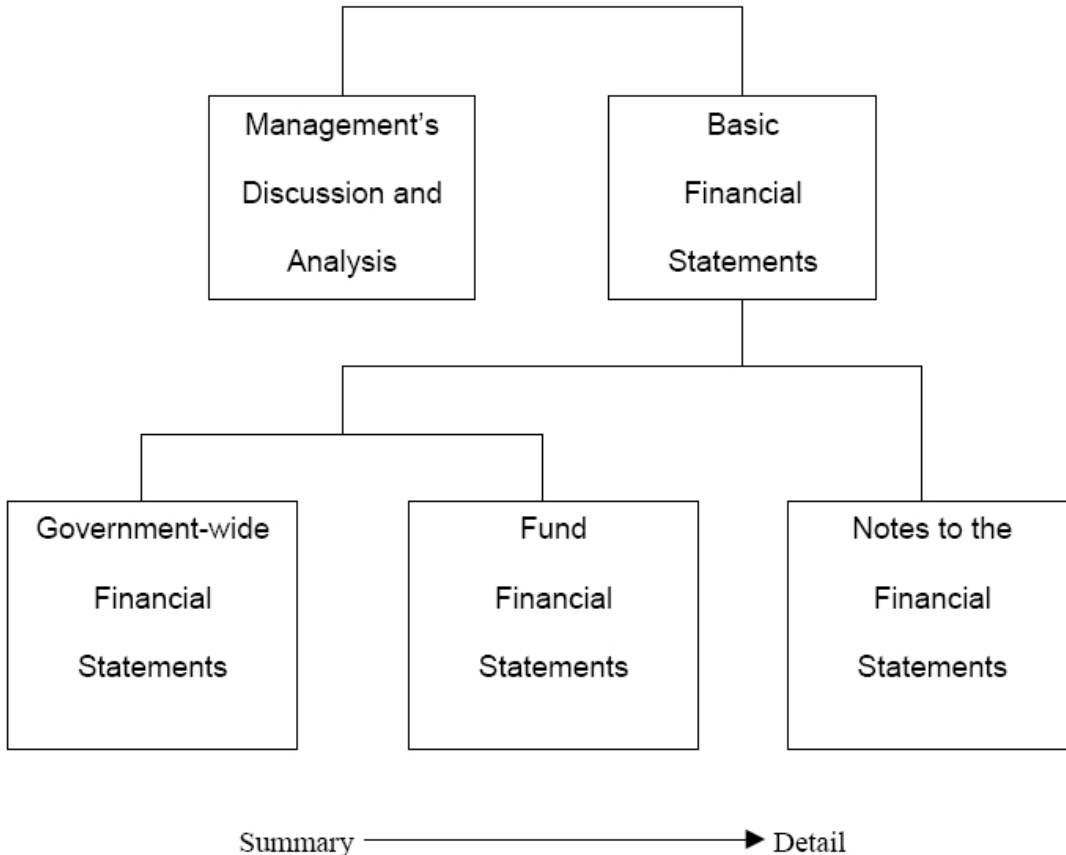 Management’s
Discussion and
Analysis
Basic
Financial
Statements
Government-wide
Financial
Statements
Fund
Financial
Statements
Notes to the
Financial
Statements
Summary
Detail